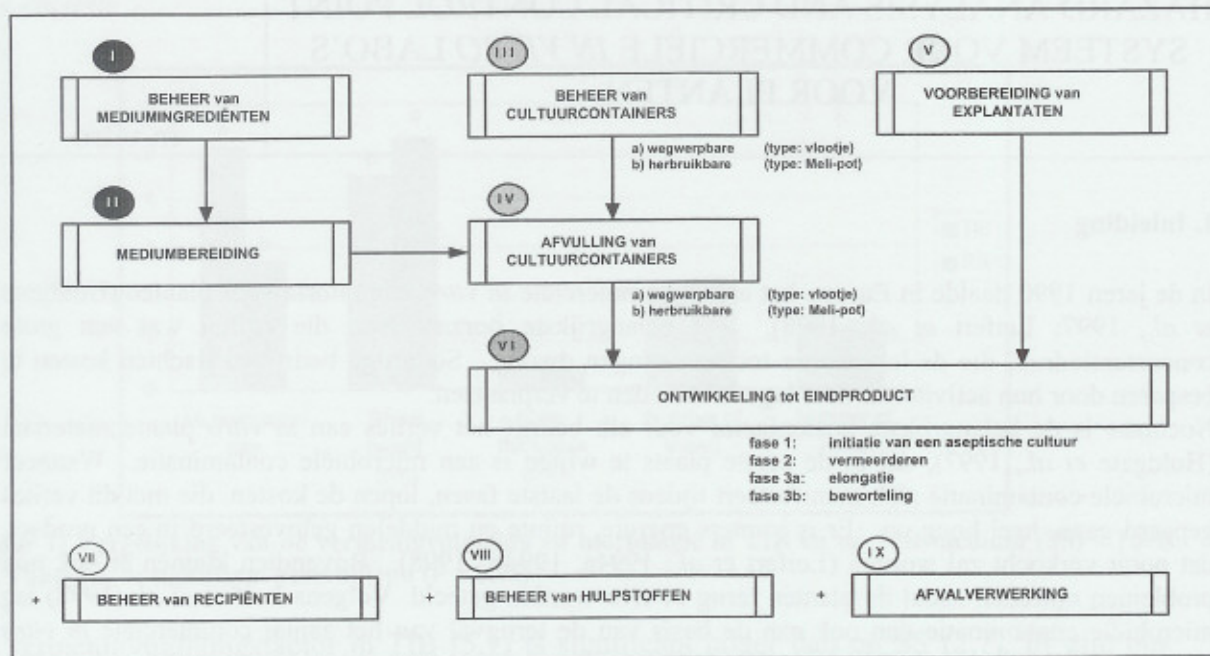 I
BEHEER van
MEDIUMINGREDIËNTEN
III
BEHEER van
CULTUURCONTAINERS
a) wegwerpbare (type: vlootje)
b) herbruikbare (type: Meli-pot)
V
VOORBEREIDING van
EXPLANTATEN
II
MEDIUMBEREIDING
IV
AFVULLING van
CULTUURCONTAINERS
a) wegwerpbare (type: vlootje)
b) herbruikbare (type: Meli-pot)
VI
ONTWIKKELING tot EINDPRODUCT
fase 1: initiatie van een aseptische cultuur
fase 2: vermeerderen
fase 3a: elongatie
fase 3b: beworteling
VII
+ BEHEER van RECIPIËNTEN
VIII
+ BEHEER van HULPSTOFFEN
IX
+ AFVALVERWERKING